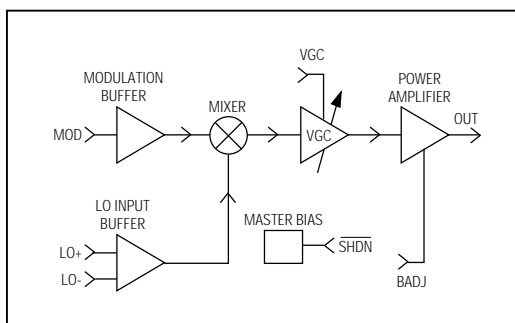 VGC
MODULATION
BUFFER
MIXER
POWER
AMPLIFIER
MOD
VGC
OUT
LO INPUT
BUFFER
MASTER BIAS
SHDN
LO+
LO-
BADJ